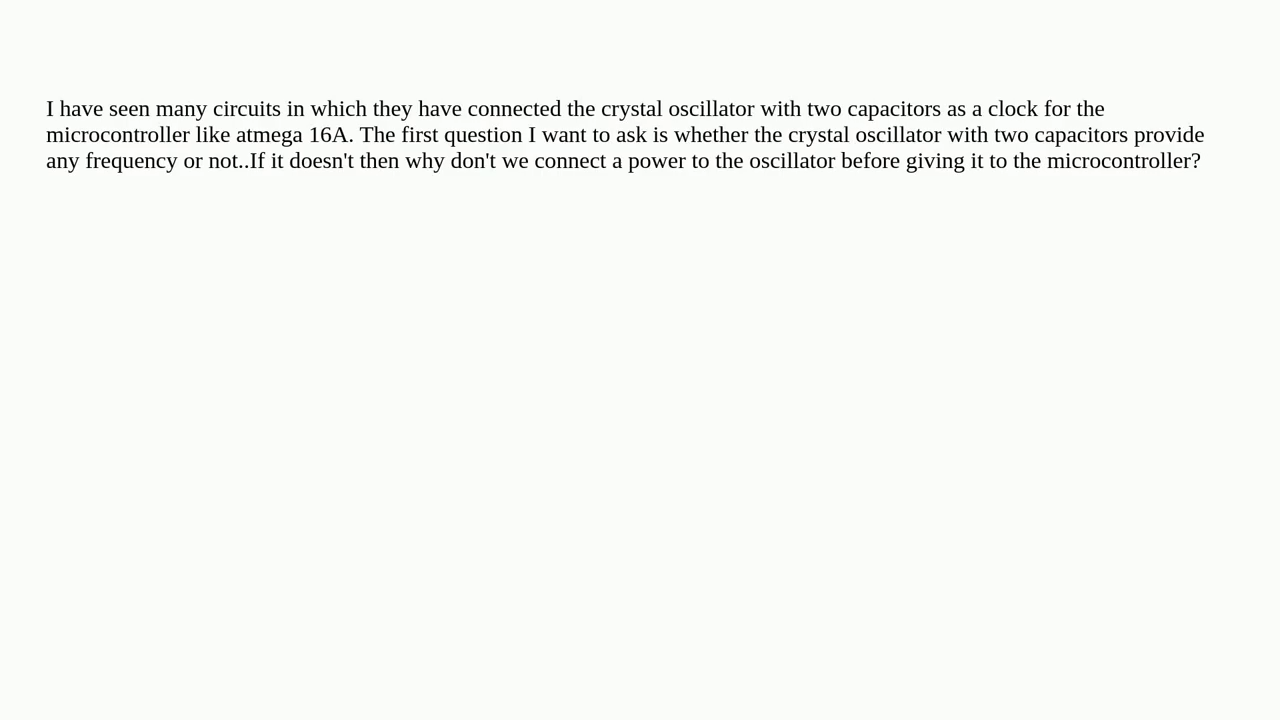 I have seen many circuits in which they have connected the crystal oscillator with two capacitors as a clock for the
microcontroller like atmega 16A. The first question I want to ask is whether the crystal oscillator with two capacitors provide
any frequency or not..If it doesn't then why don't we connect a power to the oscillator before giving it to the microcontroller?